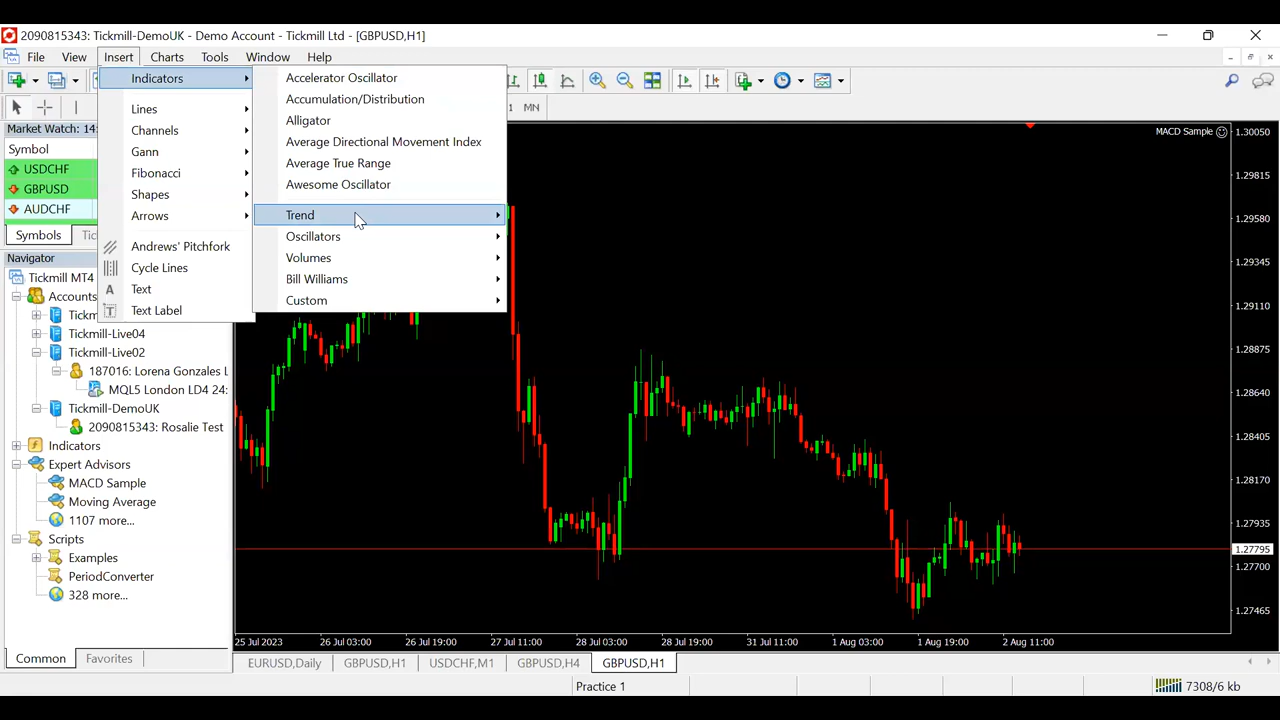 2090815343: Tickmill-DemoUK - Demo Account - Tickmill Ltd - [GBPUSD,H1]
File View Insert Charts Tools Window Help
Indicators
Lines
Channels
Gann
Fibonacci
Shapes
Arrows
Andrews' Pitchfork
Cycle Lines
Text
Text Label
Accelerator Oscillator
Accumulation/Distribution
Alligator
Average Directional Movement Index
Average True Range
Awesome Oscillator
Trend
Oscillators
Volumes
Bill Williams
Custom
MN
Market Watch: 14:
Symbol
USDCHF
GBPUSD
AUDCHF
Symbols Tic
Navigator
Tickmill MT4
Accounts
Tickm
Tickmill-Live04
Tickmill-Live02
187016: Lorena Gonzales L
MQL5 London LD4 24:
Tickmill-DemoUK
2090815343: Rosalie Test
Indicators
Expert Advisors
MACD Sample
Moving Average
1107 more...
Scripts
Examples
PeriodConverter
328 more...
Common Favorites
MACD Sample
1.30050
1.29815
1.29580
1.29345
1.29110
1.28875
1.28640
1.28405
1.28170
1.27935
1.27795
1.27700
1.27465
25 Jul 2023 26 Jul 03:00 26 Jul 19:00 27 Jul 11:00 28 Jul 03:00 28 Jul 19:00 31 Jul 11:00 1 Aug 03:00 1 Aug 19:00 2 Aug 11:00
EURUSD,Daily GBPUSD,H1 USDCHF,M1 GBPUSD,H4 GBPUSD,H1
Practice 1
7308/6 kb